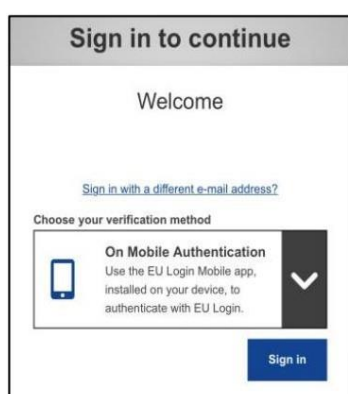 Sign in to continue
Welcome
Sign in with a different e-mail address?
Choose your verification method
On Mobile Authentication
Use the EU Login Mobile app,
installed on your device, to
authenticate with EU Login.
Sign in